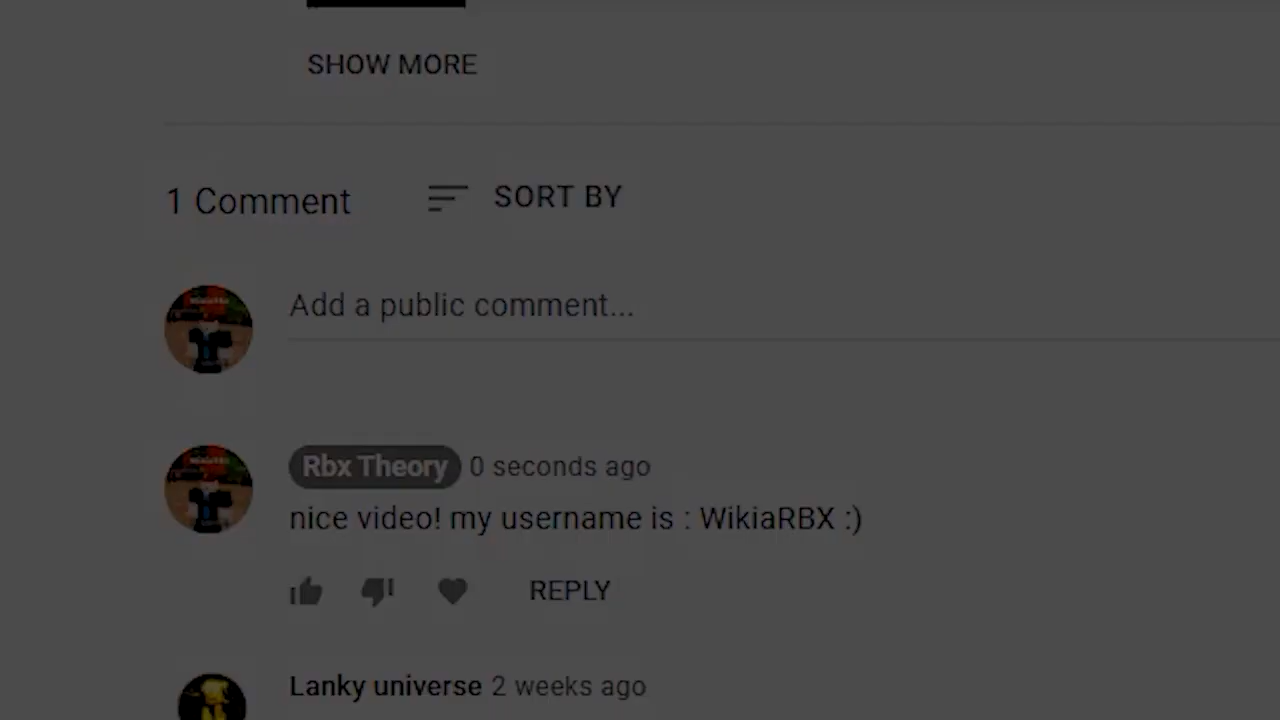 SHOW MORE
1 Comment
SORT BY
Add a public comment...
Rbx Theory 0 seconds ago
nice video! my username is : WikiaRBX :)
REPLY
Lanky universe 2 weeks ago